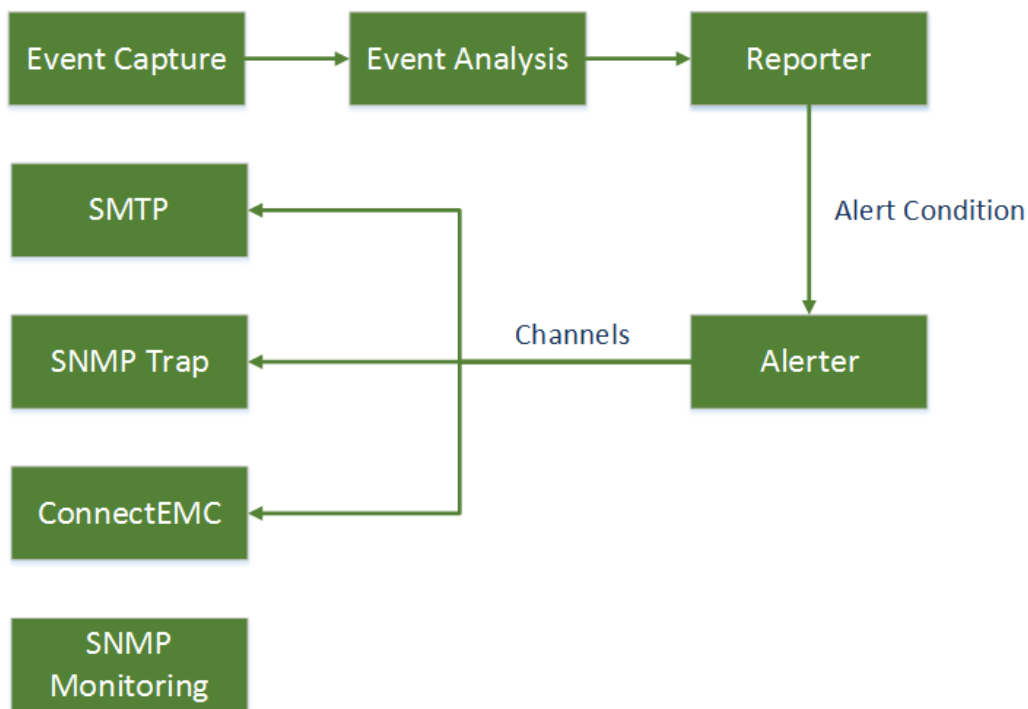 Event Capture
Event Analysis
Reporter
SMTP
Alert Condition
Channels
SNMP Trap
Alerter
ConnectEMC
SNMP
Monitoring